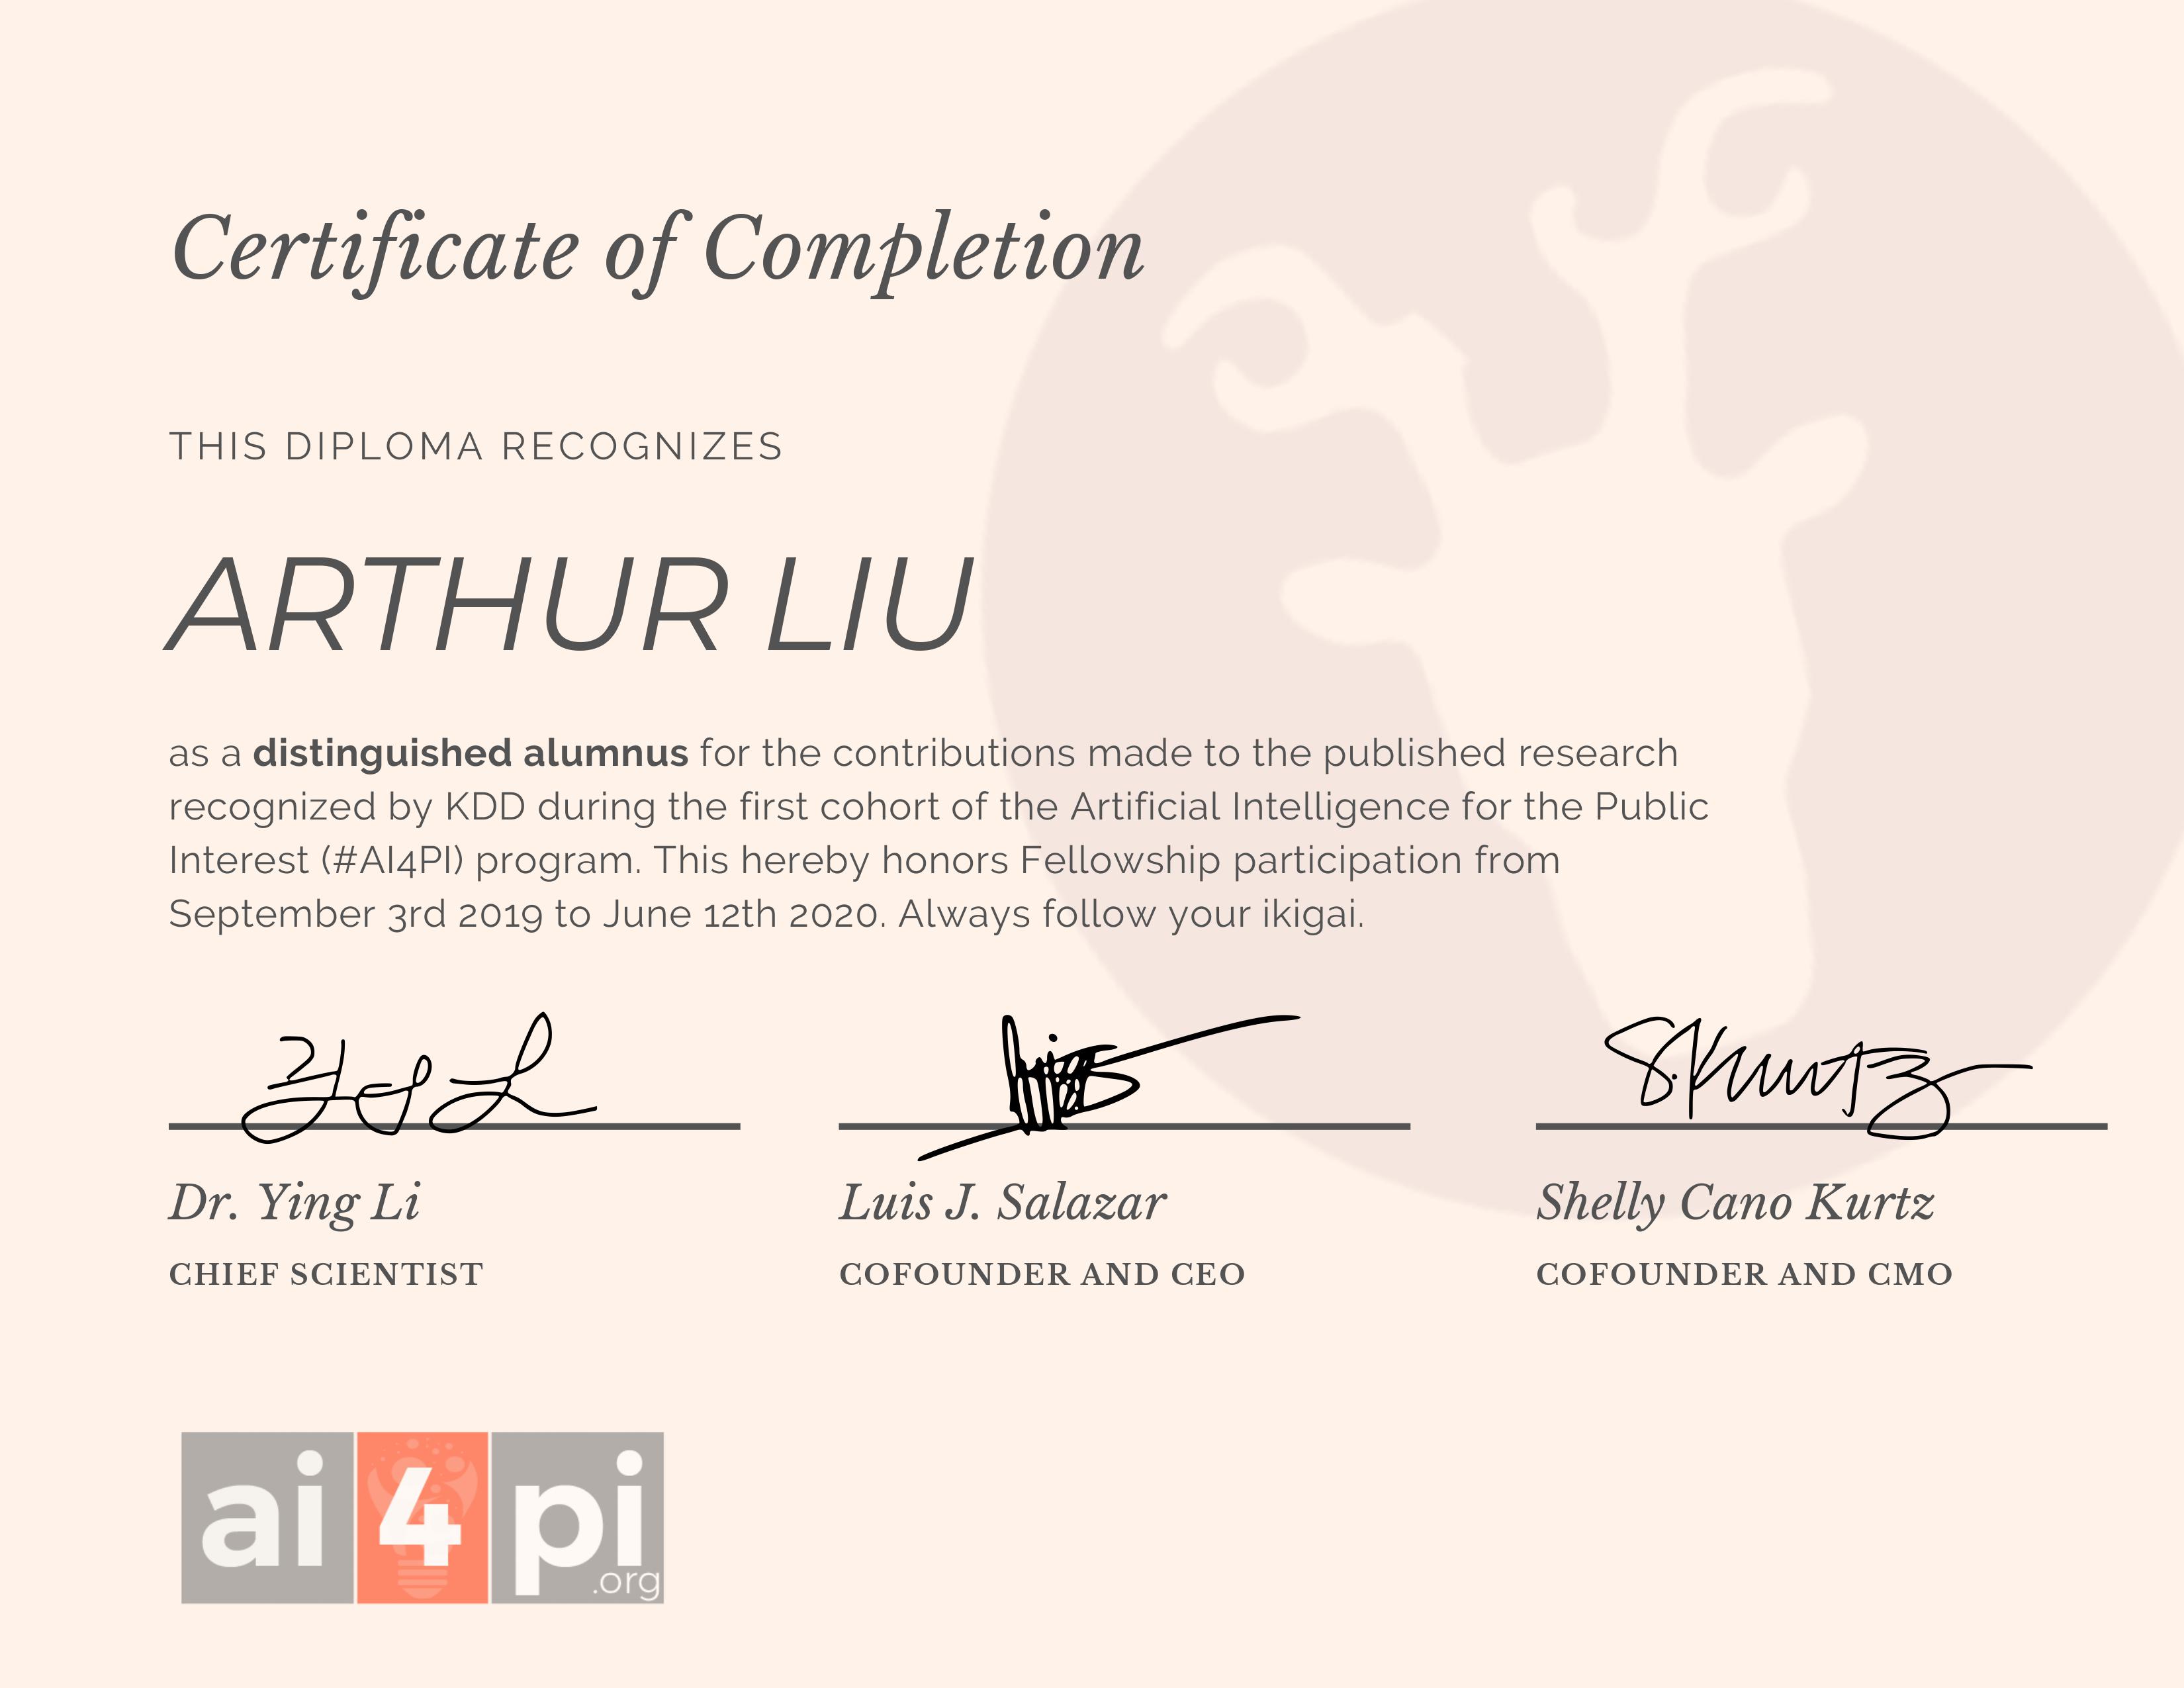 Certificate of Completion
THIS DIPLOMA RECOGNIZES
ARTHUR LIU
as a distinguished alumnus for the contributions made to the published research
recognized by KDD during the first cohort of the Artificial Intelligence for the Public
Interest (#AI4PI) program. This hereby honors Fellowship participation from
September 3rd 2019 to June 12th 2020. Always follow your ikigai.
S.Kurtz
Dr. Ying Li
Luis J. Salazar
Shelly Cano Kurtz
CHIEF SCIENTIST
COFOUNDER AND CEO
COFOUNDER AND CMO
ai4pi
.org